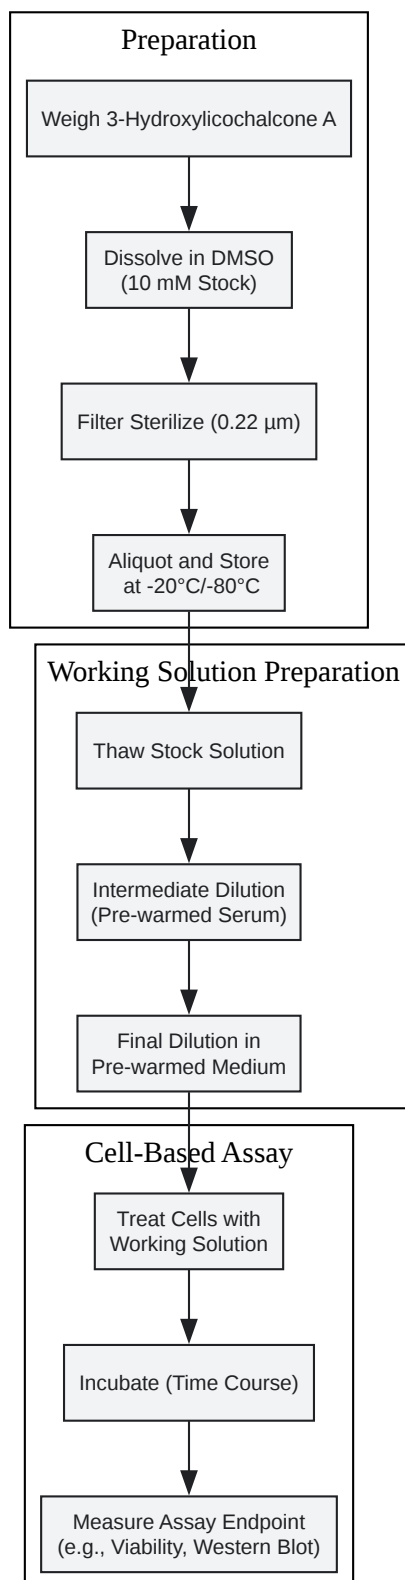 Preparation
Weigh 3-Hydroxylicochalcone A
Dissolve in DMSO
(10 mM Stock)
Filter Sterilize (0.22 µm)
Aliquot and Store
at -20°C/-80°C
Working Solution Preparation
Thaw Stock Solution
Intermediate Dilution
(Pre-warmed Serum)
Final Dilution in
Pre-warmed Medium
Cell-Based Assay
Treat Cells with
Working Solution
Incubate (Time Course)
Measure Assay Endpoint
(e.g., Viability, Western Blot)